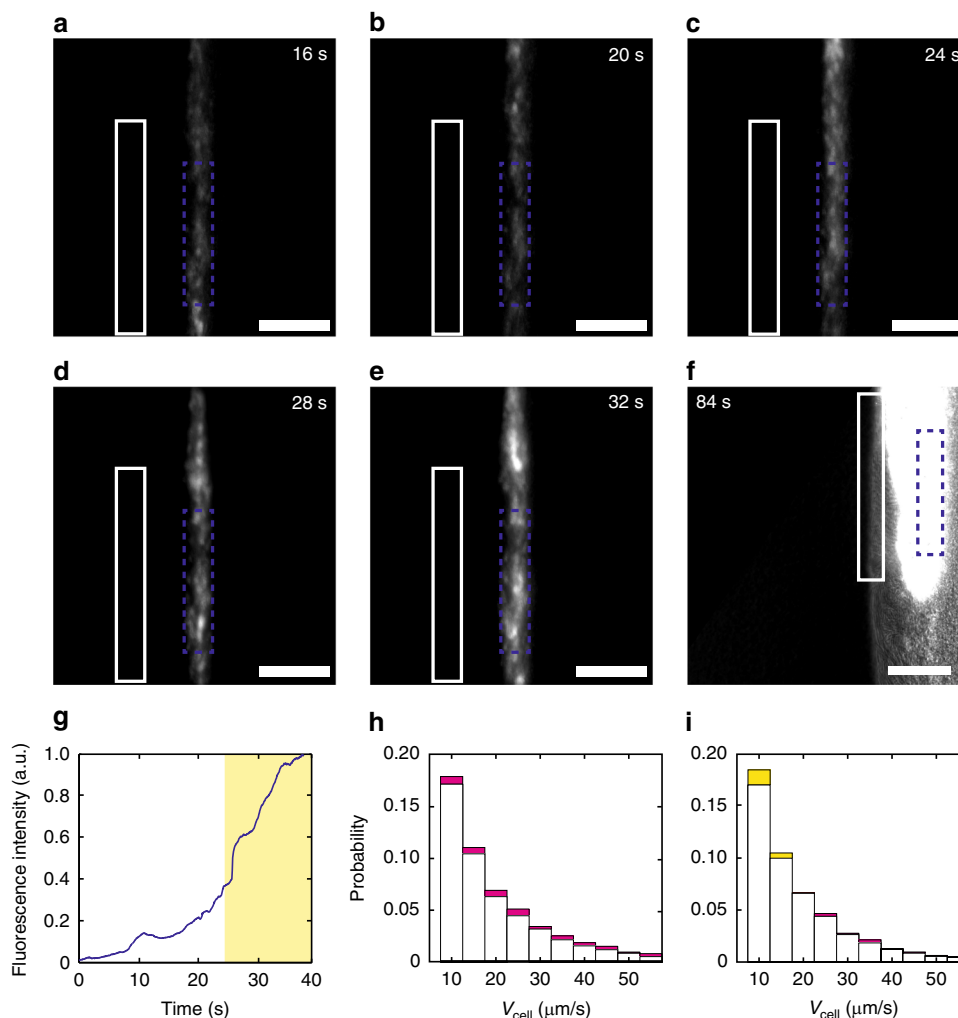 a
16 s
b
20 s
c
24 s
d
28 s
e
32 s
f
84 s
g
Fluorescence intensity (a.u.)
1.0
0.8
0.6
0.4
0.2
0
0
10
20
30
40
Time (s)
h
Probability
0.20
0.15
0.10
0.05
0
10
20
30
40
50
Vcell (μm/s)
i
0.20
0.15
0.10
0.05
0
10
20
30
40
50
Vcell (μm/s)